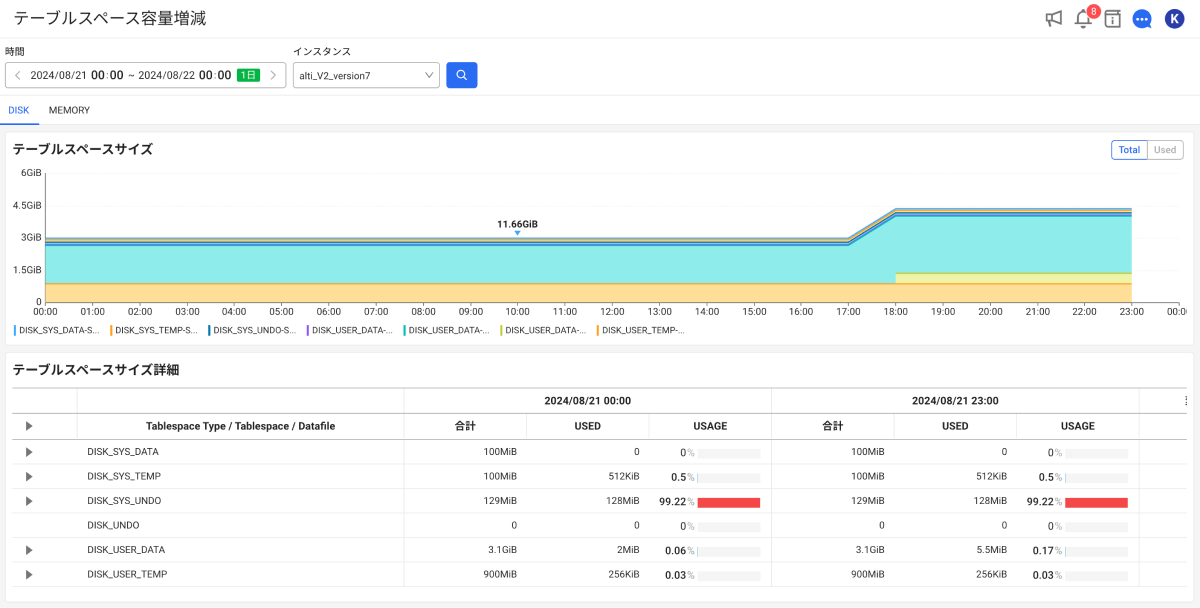 テーブルスペース容量増減
8
K
時間
インスタンス
2024/08/21 00:00 ~ 2024/08/22 00:00 1日
alti_V2_version7
DISK MEMORY
テーブルスペースサイズ
Total Used
6GiB
4.5GiB
3GiB
1.5GiB
0
11.66GiB
00:00 01:00 02:00 03:00 04:00 05:00 06:00 07:00 08:00 09:00 10:00 11:00 12:00 13:00 14:00 15:00 16:00 17:00 18:00 19:00 20:00 21:00 22:00 23:00 00:0
DISK_SYS_DATA-S... DISK_SYS_TEMP-S... DISK_SYS_UNDO-S... DISK_USER_DATA-... DISK_USER_DATA-... DISK_USER_DATA-... DISK_USER_TEMP-...
テーブルスペースサイズ詳細
2024/08/21 00:00 2024/08/21 23:00
Tablespace Type / Tablespace / Datafile 合計 USED USAGE 合計 USED USAGE
DISK_SYS_DATA 100MiB 0 0% 100MiB 0 0%
DISK_SYS_TEMP 100MiB 512KiB 0.5% 100MiB 512KiB 0.5%
DISK_SYS_UNDO 129MiB 128MiB 99.22% 129MiB 128MiB 99.22%
DISK_UNDO 0 0 0% 0 0 0%
DISK_USER_DATA 3.1GiB 2MiB 0.06% 3.1GiB 5.5MiB 0.17%
DISK_USER_TEMP 900MiB 256KiB 0.03% 900MiB 256KiB 0.03%